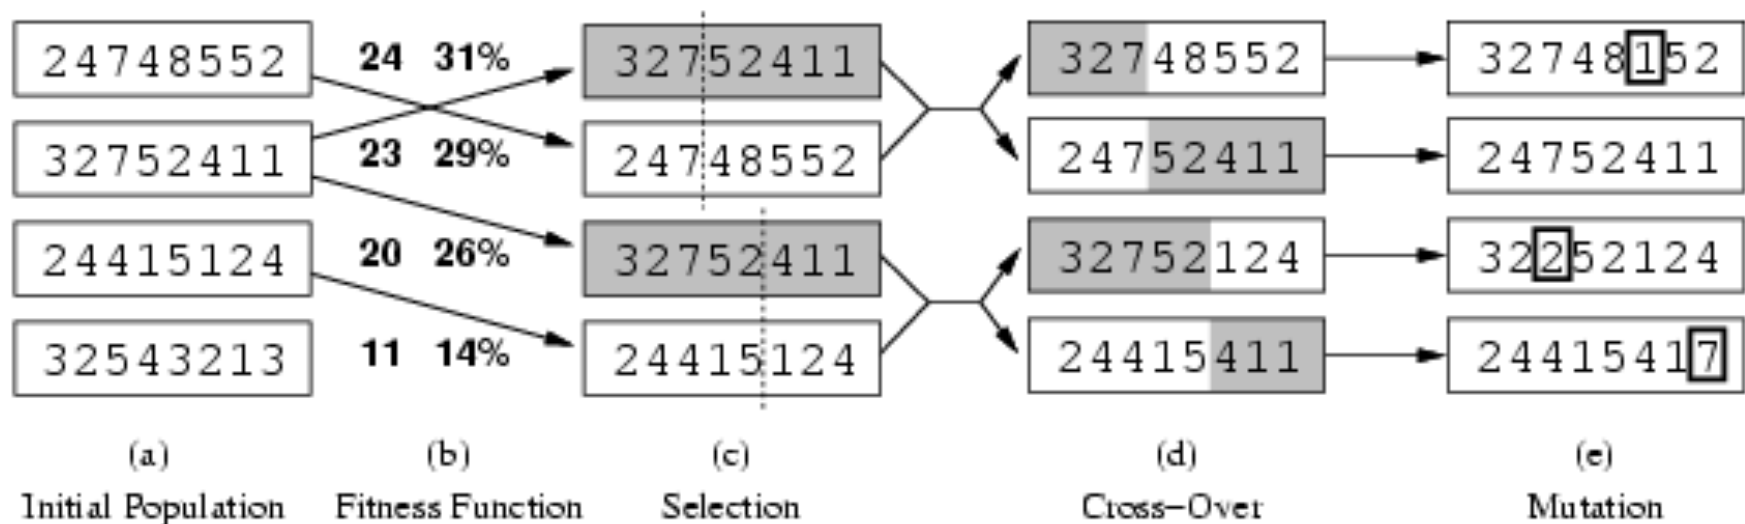 24748552 24 31% 32752411 32748552 32748152
32752411 23 29% 24748552 24752411 24752411
24415124 20 26% 32752411 32752124 32252124
32543213 11 14% 24415124 24415411 24415417
(a) (b) (c) (d) (e)
Initial Population Fitness Function Selection Cross–Over Mutation